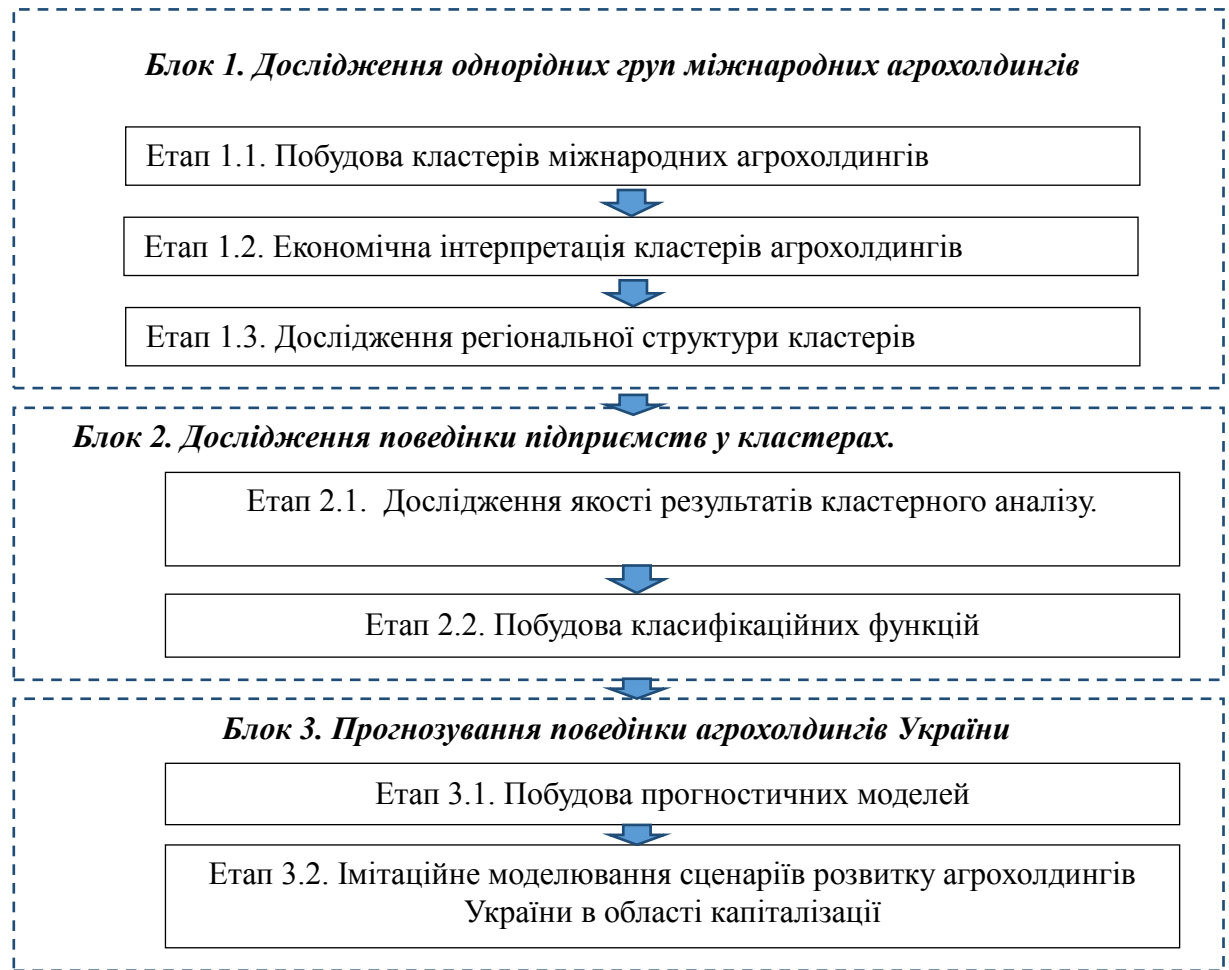 Блок 1. Дослідження однорідних груп міжнародних агрохолдингів
Етап 1.1. Побудова кластерів міжнародних агрохолдингів
Етап 1.2. Економічна інтерпретація кластерів агрохолдингів
Етап 1.3. Дослідження регіональної структури кластерів
Блок 2. Дослідження поведінки підприємств у кластерах.
Етап 2.1. Дослідження якості результатів кластерного аналізу.
Етап 2.2. Побудова класифікаційних функцій
Блок 3. Прогнозування поведінки агрохолдингів України
Етап 3.1. Побудова прогностичних моделей
Етап 3.2. Імітаційне моделювання сценаріїв розвитку агрохолдингів
України в області капіталізації